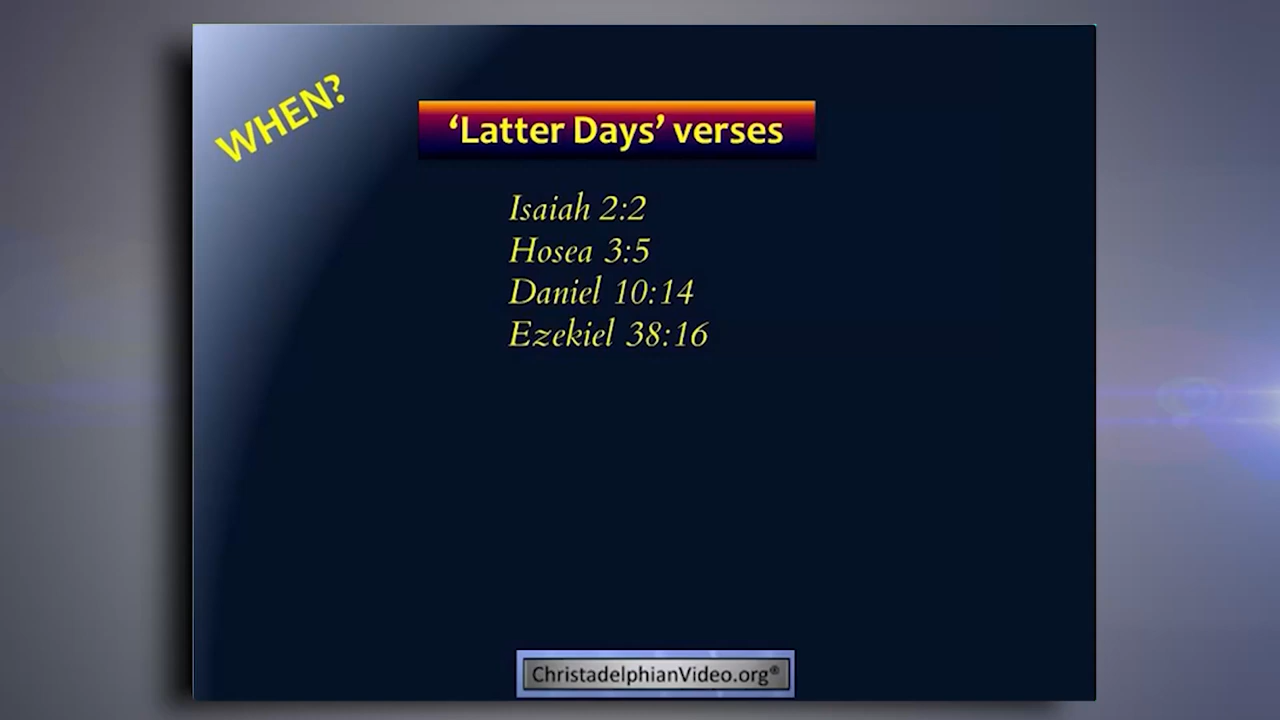 WHEN?
‘Latter Days’ verses
Isaiah 2:2
Hosea 3:5
Daniel 10:14
Ezekiel 38:16
ChristadelphianVideo.org®